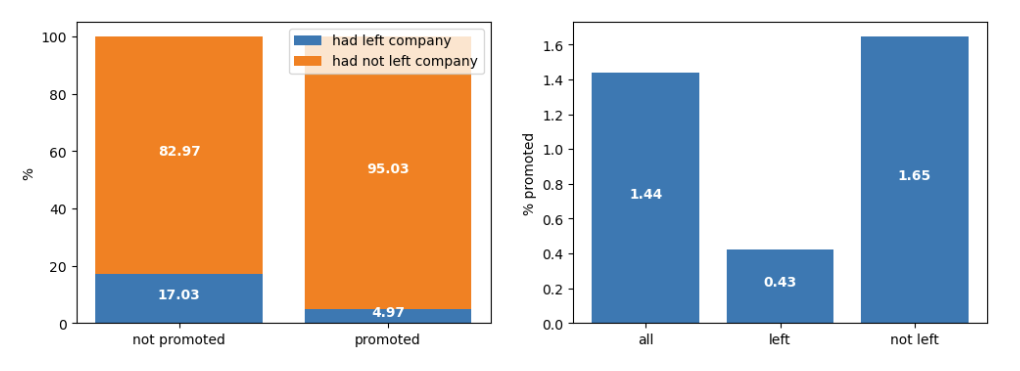 100
80
60
40
20
0
%
had left company
had not left company
82.97
95.03
17.03
4.97
not promoted
promoted
1.6
1.4
1.2
1.0
0.8
0.6
0.4
0.2
0.0
% promoted
1.44
0.43
1.65
all
left
not left